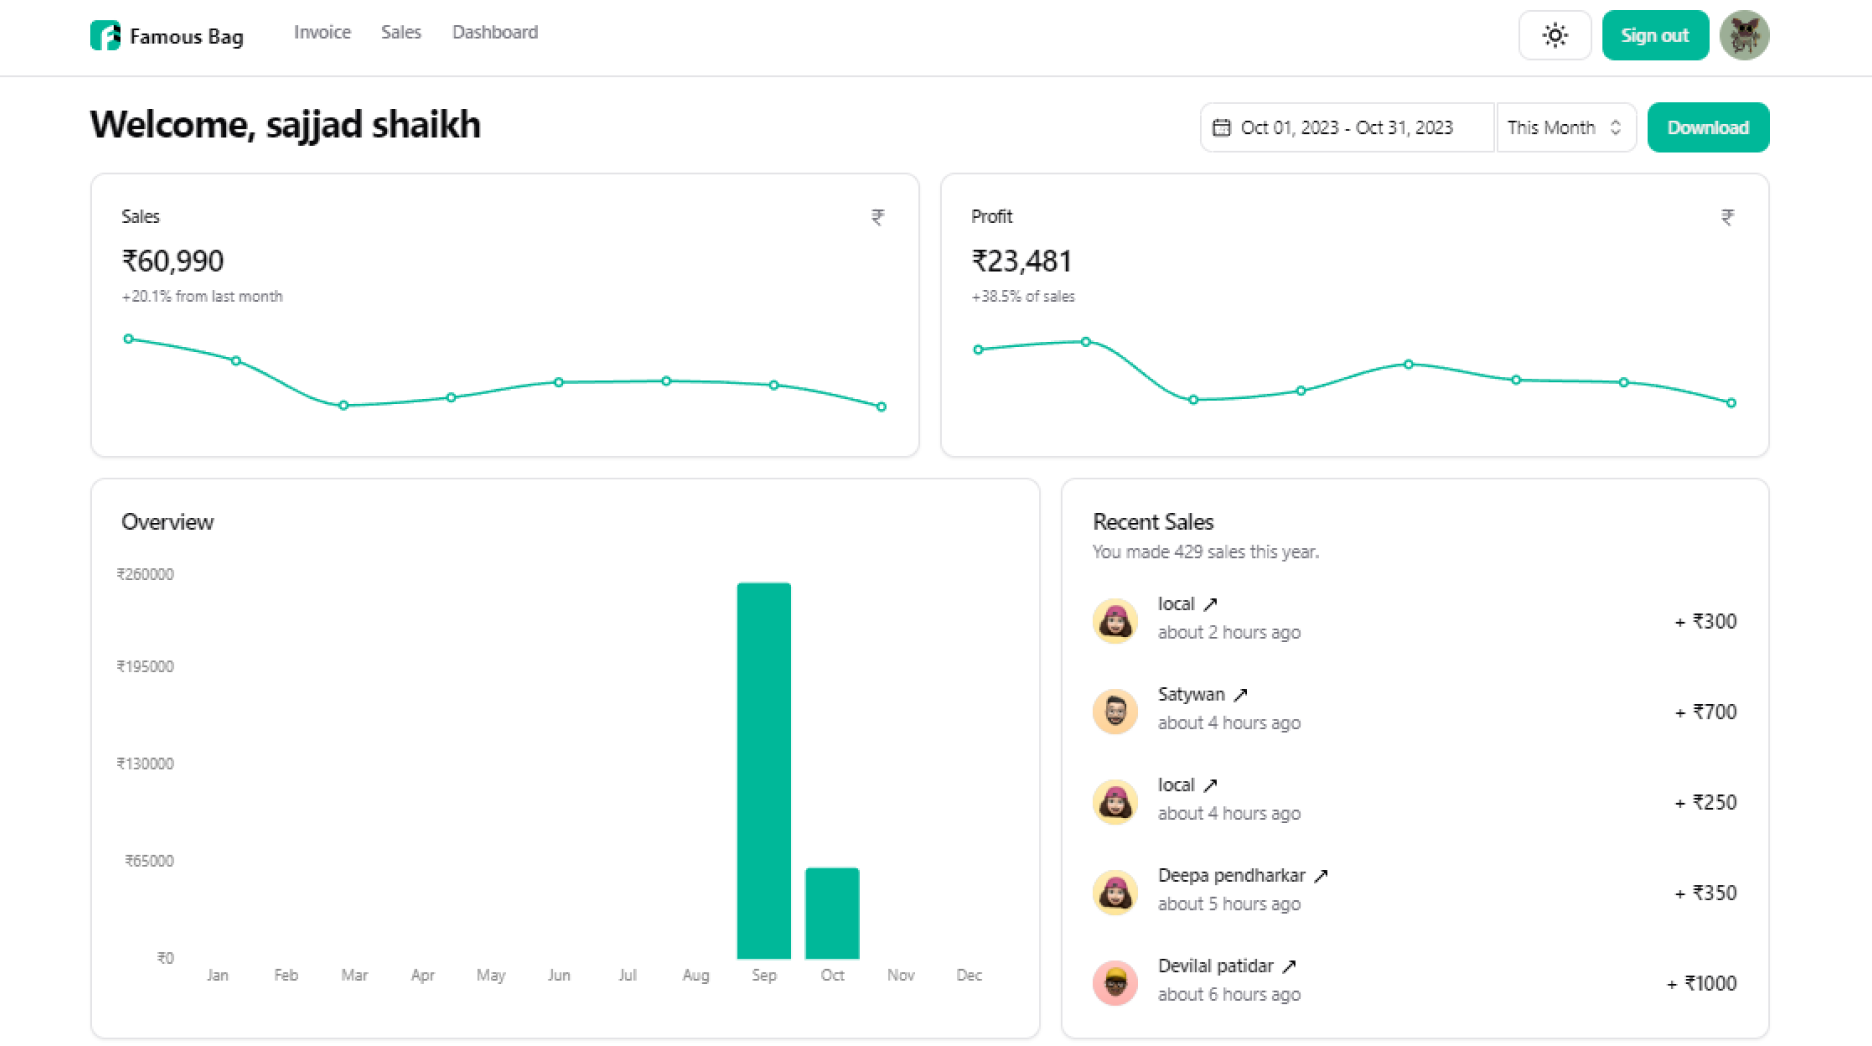 Famous Bag
Invoice
Sales
Dashboard
Sign out
Welcome, sajjad shaikh
Oct 01, 2023 - Oct 31, 2023
This Month
Download
Sales
₹
₹60,990
+20.1% from last month
Profit
₹
₹23,481
+38.5% of sales
Overview
₹260000
₹195000
₹130000
₹65000
₹0
Jan Feb Mar Apr May Jun Jul Aug Sep Oct Nov Dec
Recent Sales
You made 429 sales this year.
local
about 2 hours ago
+ ₹300
Satywan
about 4 hours ago
+ ₹700
local
about 4 hours ago
+ ₹250
Deepa pendharkar
about 5 hours ago
+ ₹350
Devilal patidar
about 6 hours ago
+ ₹1000